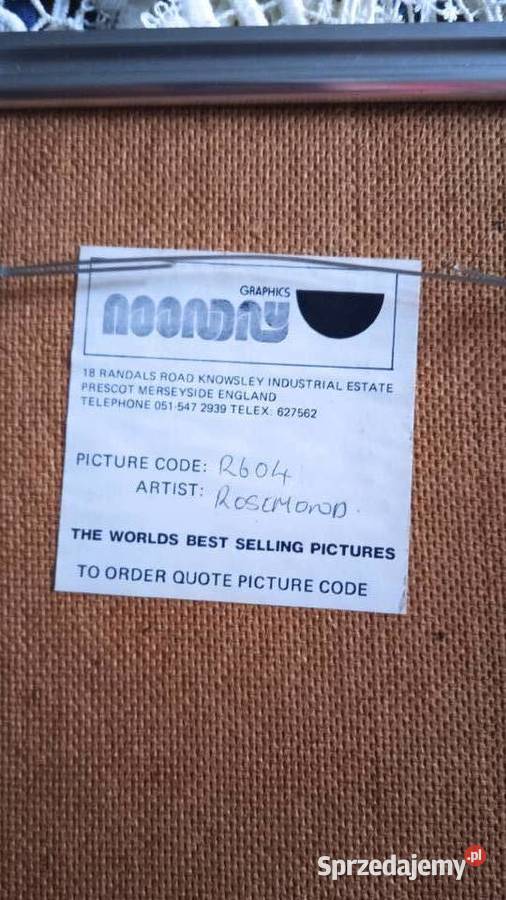 GRAPHICS
NOONDAY
18 RANDALS ROAD KNOWSLEY INDUSTRIAL ESTATE
PRESCOT MERSEYSIDE ENGLAND
TELEPHONE 051-547 2939 TELEX: 627562
PICTURE CODE: R604
ARTIST: ROSEMOND.
THE WORLDS BEST SELLING PICTURES
TO ORDER QUOTE PICTURE CODE
Sprzedajemy.pl